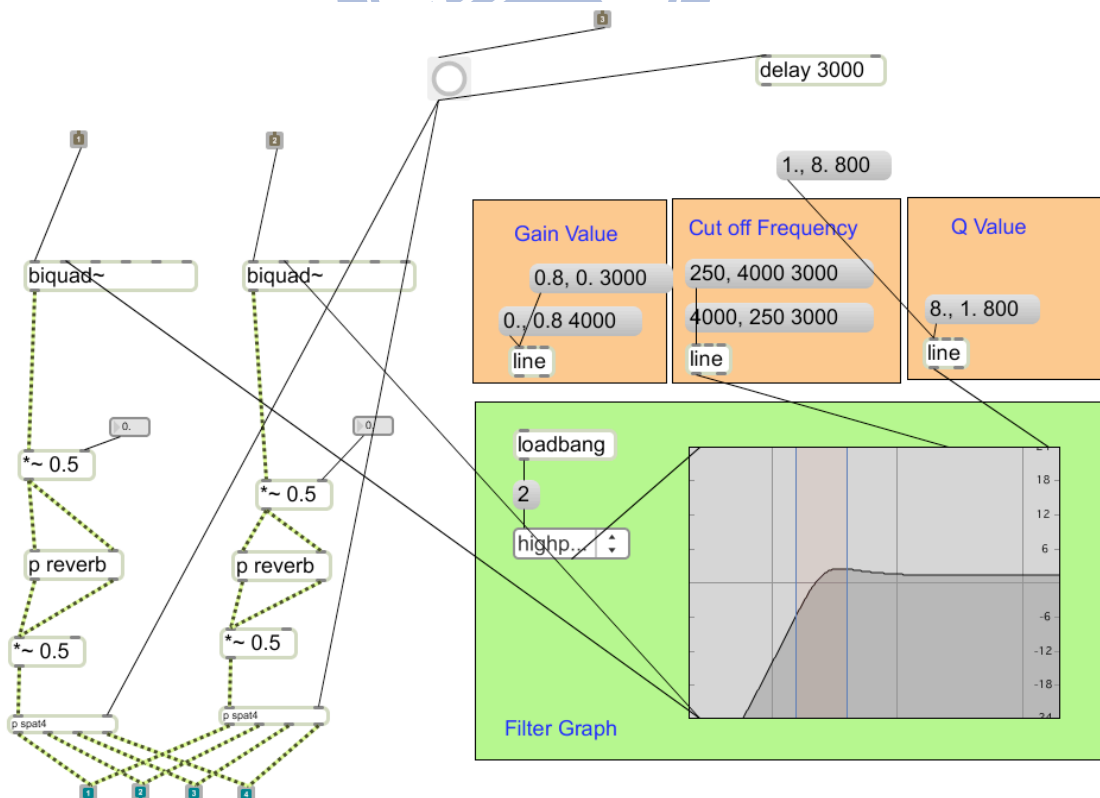 3
delay 3000
1
2
1., 8. 800
Gain Value
Cut off Frequency
Q Value
biquad~
biquad~
0.8, 0. 3000
250, 4000 3000
0., 0.8 4000
4000, 250 3000
8., 1. 800
line
line
line
0.
0.
loadbang
*~ 0.5
*~ 0.5
2
highp...
24
18
12
6
-6
-12
-18
24
p reverb
p reverb
*~ 0.5
*~ 0.5
p spat4
p spat4
Filter Graph
1
2
3
4